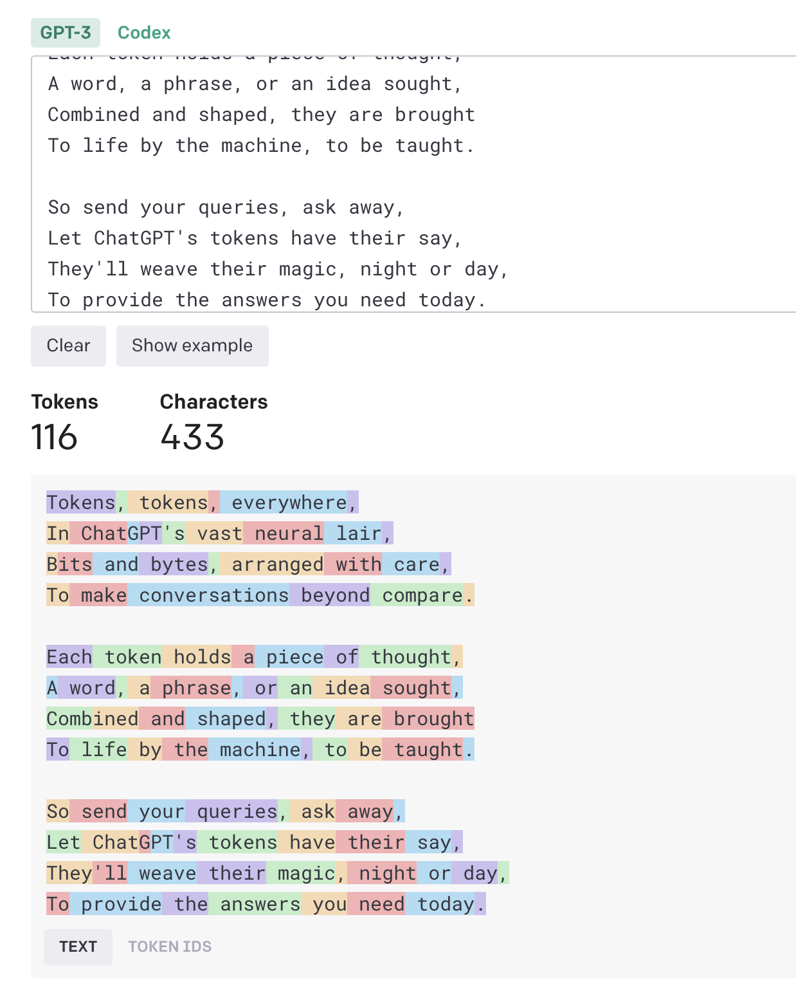 GPT-3 Codex
Each token holds a piece of thought,
A word, a phrase, or an idea sought,
Combined and shaped, they are brought
To life by the machine, to be taught.
So send your queries, ask away,
Let ChatGPT's tokens have their say,
They'll weave their magic, night or day,
To provide the answers you need today.
Clear Show example
Tokens Characters
116 433
Tokens, tokens, everywhere,
In ChatGPT's vast neural lair,
Bits and bytes, arranged with care,
To make conversations beyond compare.
Each token holds a piece of thought,
A word, a phrase, or an idea sought,
Combined and shaped, they are brought
To life by the machine, to be taught.
So send your queries, ask away,
Let ChatGPT's tokens have their say,
They'll weave their magic, night or day,
To provide the answers you need today.
TEXT TOKEN IDS